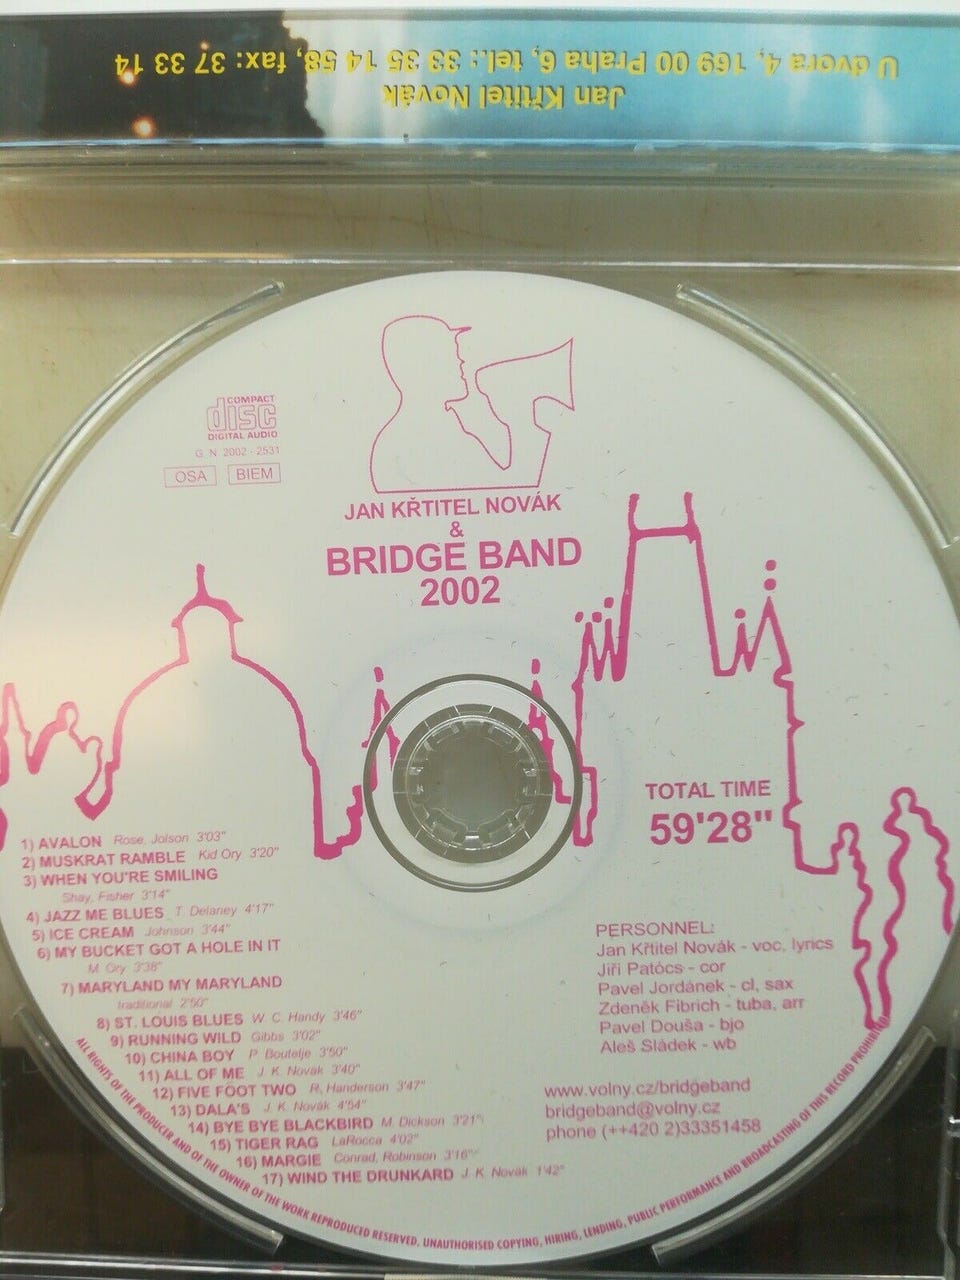 Jan Křtitel Novák
U dvora 4, 169 00 Praha 6, tel.: 33 35 14 58, fax: 37 33 14
COMPACT
disc
DIGITAL AUDIO
G. N. 2002 - 2531
OSA BIEM
JAN KŘTITEL NOVÁK
&
BRIDGE BAND
2002
TOTAL TIME
59'28"
1) AVALON Rose, Jolson 3'03"
2) MUSKRAT RAMBLE Kid Ory 3'20"
3) WHEN YOU'RE SMILING
Shay, Fisher 3'14"
4) JAZZ ME BLUES T. Delaney 4'17"
5) ICE CREAM Johnson 3'44"
6) MY BUCKET GOT A HOLE IN IT
M. Ory 3'38"
7) MARYLAND MY MARYLAND
traditional 2'50"
8) ST. LOUIS BLUES W. C. Handy 3'46"
9) RUNNING WILD Gibbs 3'02"
10) CHINA BOY P. Boutelje 3'50"
11) ALL OF ME J. K. Novák 3'40"
12) FIVE FOOT TWO R. Handerson 3'47"
13) DALA'S J. K. Novák 4'54"
14) BYE BYE BLACKBIRD M. Dickson 3'21"
15) TIGER RAG LaRocca 4'02"
16) MARGIE Conrad, Robinson 3'16"
17) WIND THE DRUNKARD J. K. Novák 1'42"
PERSONNEL:
Jan Křtitel Novák - voc, lyrics
Jiří Patócs - cor
Pavel Jordánek - cl, sax
Zdeněk Fibrich - tuba, arr
Pavel Douša - bjo
Aleš Sládek - wb
www.volny.cz/bridgeband
bridgeband@volny.cz
phone (++420 2)33351458
ALL RIGHTS OF THE PRODUCER AND OF THE OWNER OF THE WORK REPRODUCED RESERVED. UNAUTHORISED COPYING, HIRING, LENDING, PUBLIC PERFORMANCE AND BROADCASTING OF THIS RECORD PROHIBITED